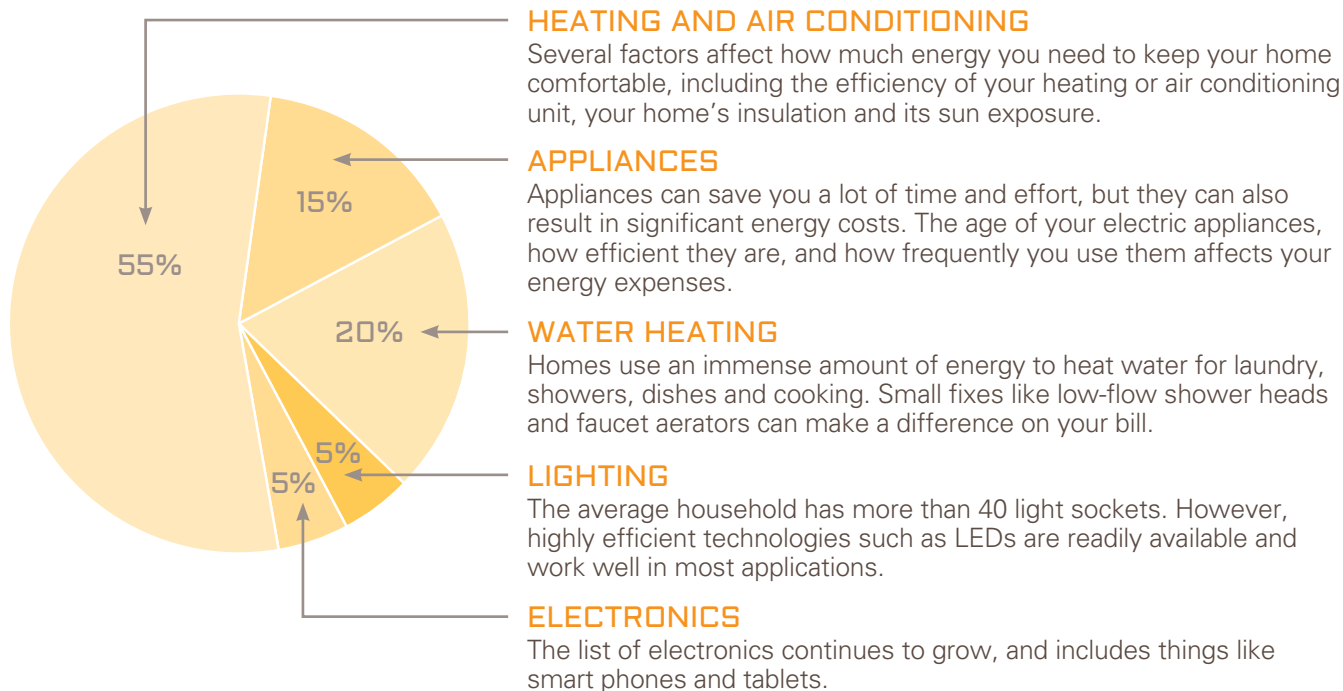 HEATING AND AIR CONDITIONING
Several factors affect how much energy you need to keep your home
comfortable, including the efficiency of your heating or air conditioning
unit, your home’s insulation and its sun exposure.
55%
APPLIANCES
Appliances can save you a lot of time and effort, but they can also
result in significant energy costs. The age of your electric appliances,
how efficient they are, and how frequently you use them affects your
energy expenses.
15%
WATER HEATING
Homes use an immense amount of energy to heat water for laundry,
showers, dishes and cooking. Small fixes like low-flow shower heads
and faucet aerators can make a difference on your bill.
20%
LIGHTING
The average household has more than 40 light sockets. However,
highly efficient technologies such as LEDs are readily available and
work well in most applications.
5%
ELECTRONICS
The list of electronics continues to grow, and includes things like
smart phones and tablets.
5%